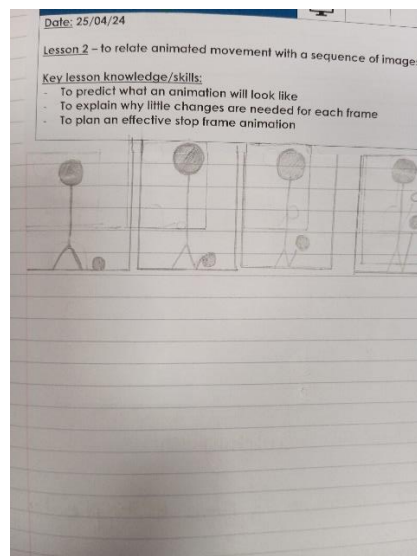 Date: 25/04/24
Lesson 2 – to relate animated movement with a sequence of images
Key lesson knowledge/skills:
- To predict what an animation will look like
- To explain why little changes are needed for each frame
- To plan an effective stop frame animation